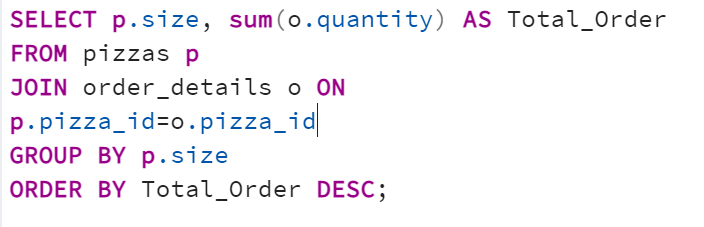 SELECT p.size, sum(o.quantity) AS Total_Order
FROM pizzas p
JOIN order_details o ON
p.pizza_id=o.pizza_id
GROUP BY p.size
ORDER BY Total_Order DESC;